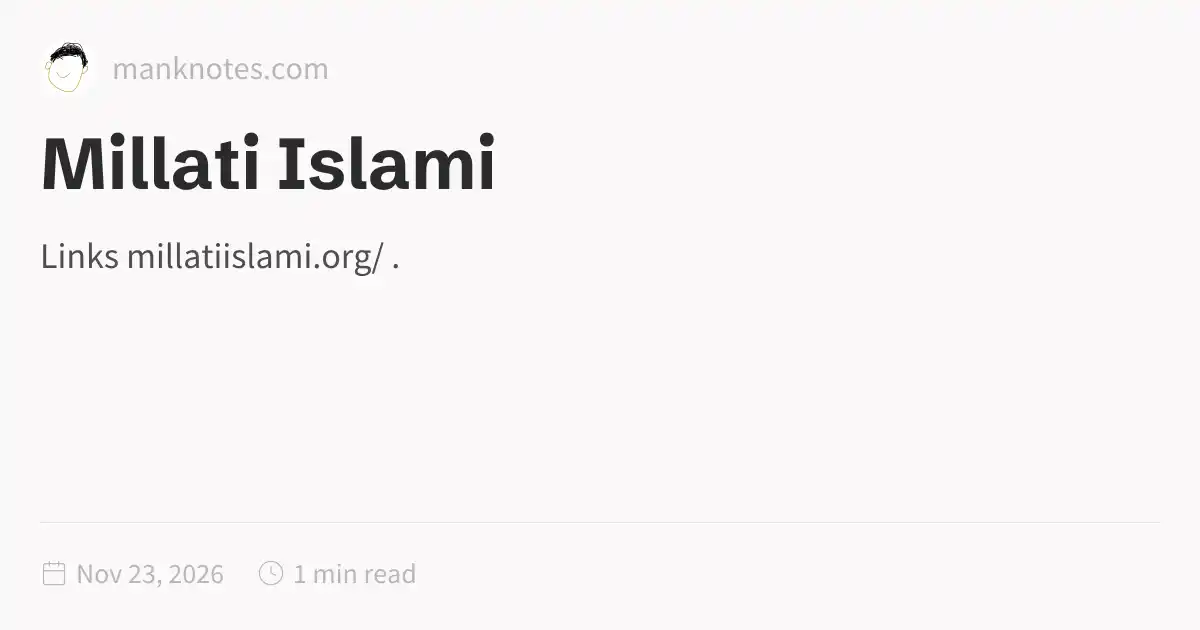 manknotes.com
Millati Islami
Links millatiislami.org/ .
Nov 23, 2026 1 min read